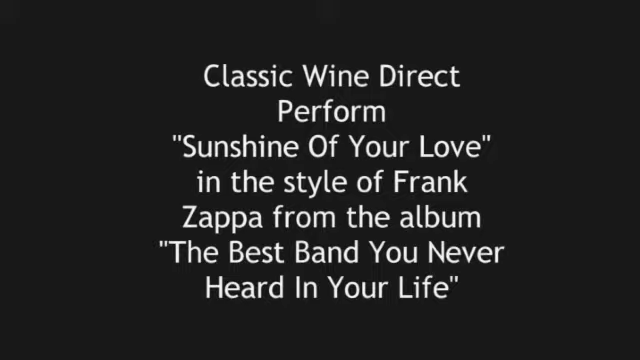 Classic Wine Direct
Perform
"Sunshine Of Your Love"
in the style of Frank
Zappa from the album
"The Best Band You Never
Heard In Your Life"